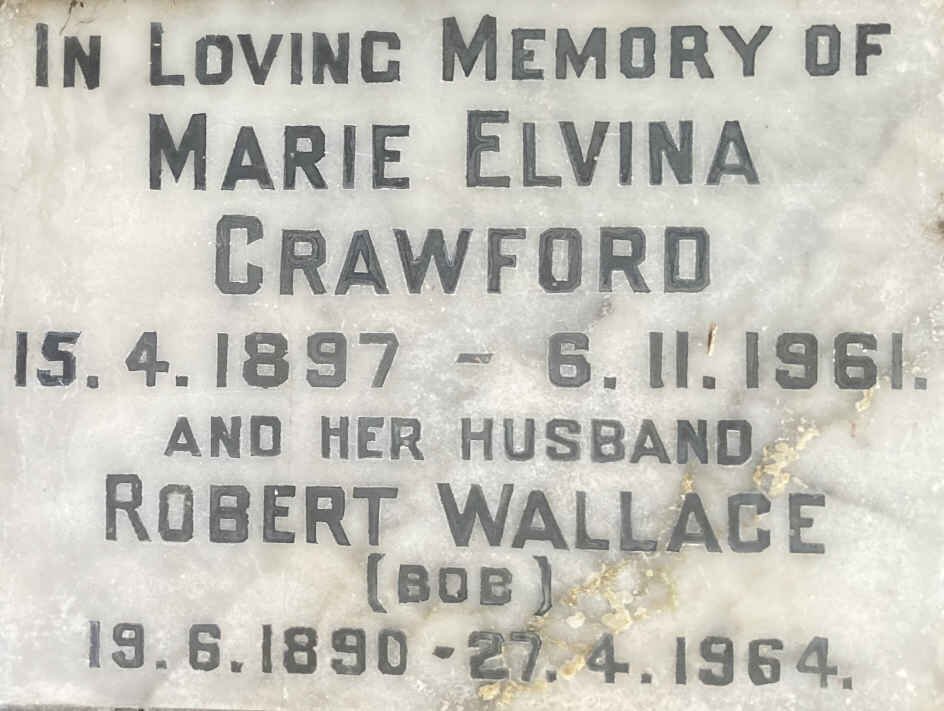 IN LOVING MEMORY OF
MARIE ELVINA
CRAWFORD
15.4.1897 - 6.11.1961.
AND HER HUSBAND
ROBERT WALLACE
(BOB)
19.6.1890 - 27.4.1964.